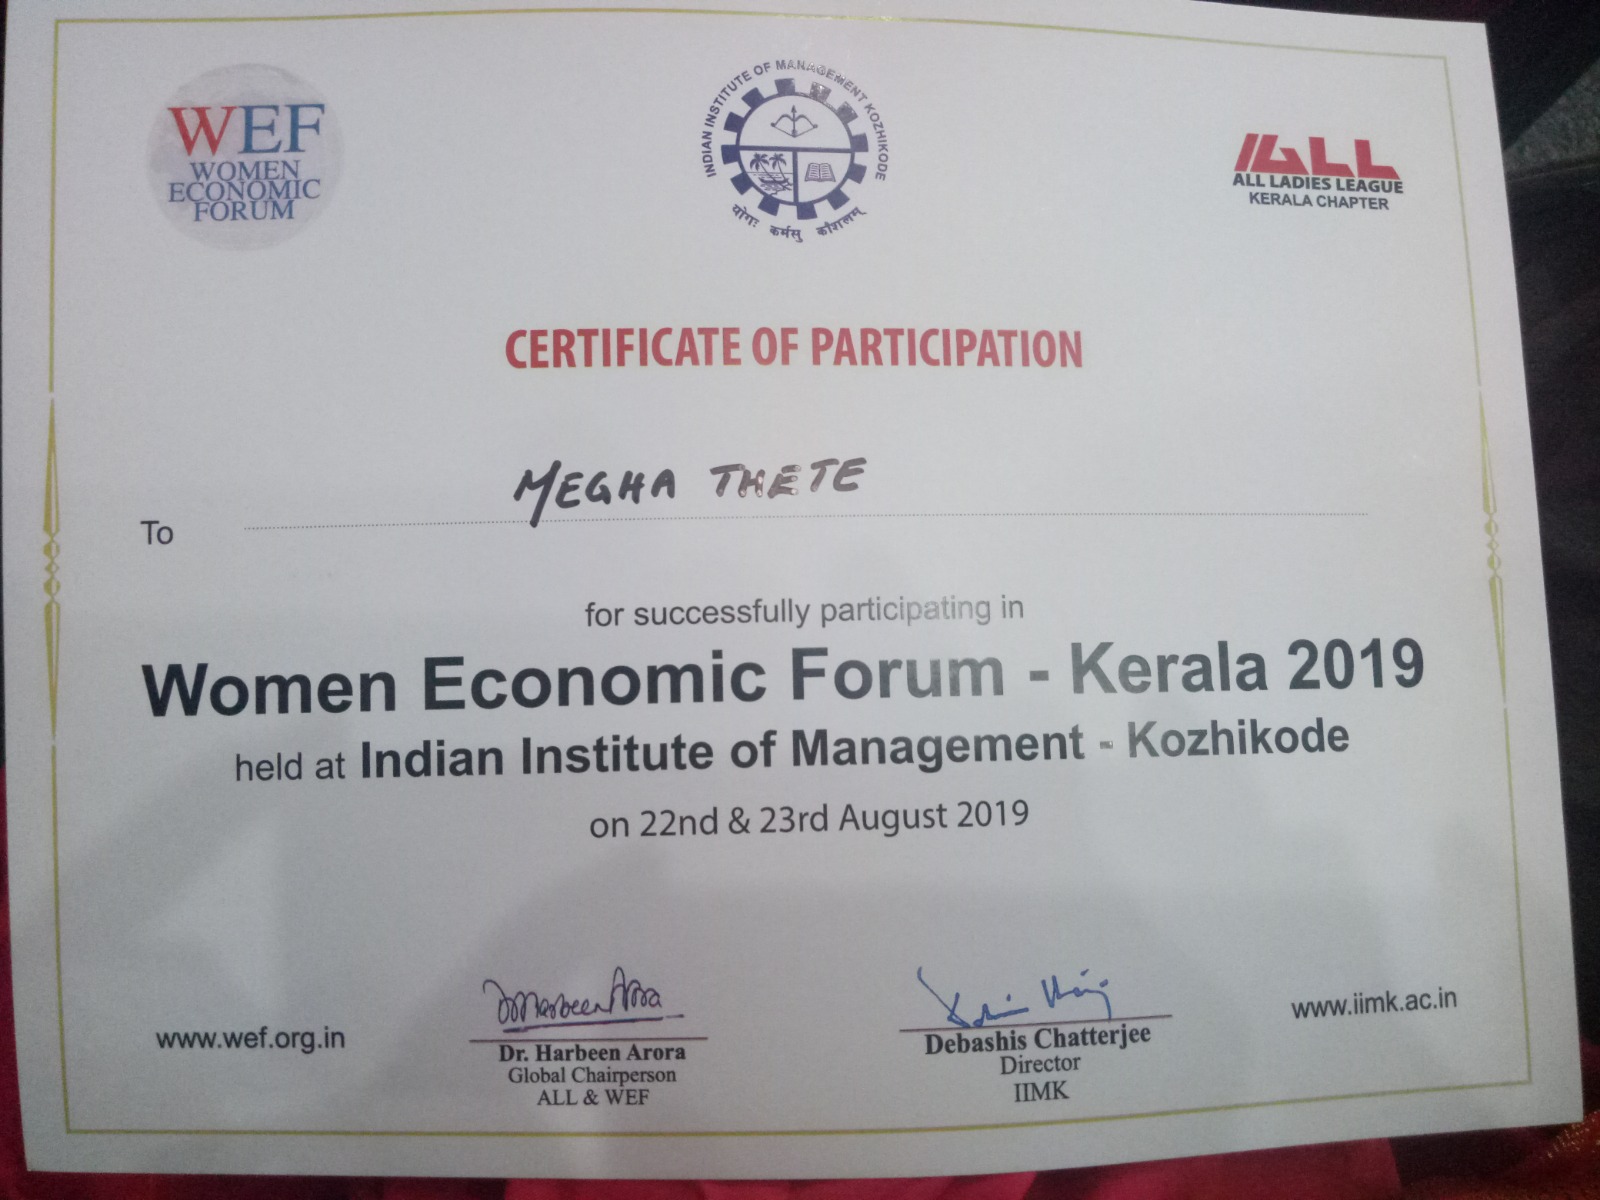 WEF
WOMEN
ECONOMIC
FORUM
INDIAN INSTITUTE OF MANAGEMENT KOZHIKODE
योगः कर्मसु कौशलम्
ALL
ALL LADIES LEAGUE
KERALA CHAPTER
CERTIFICATE OF PARTICIPATION
To MEGHA THETE
for successfully participating in
Women Economic Forum - Kerala 2019
held at Indian Institute of Management - Kozhikode
on 22nd & 23rd August 2019
www.wef.org.in
Harbeen Arora
Dr. Harbeen Arora
Global Chairperson
ALL & WEF
Debashis Chatterjee
Director
IIMK
www.iimk.ac.in